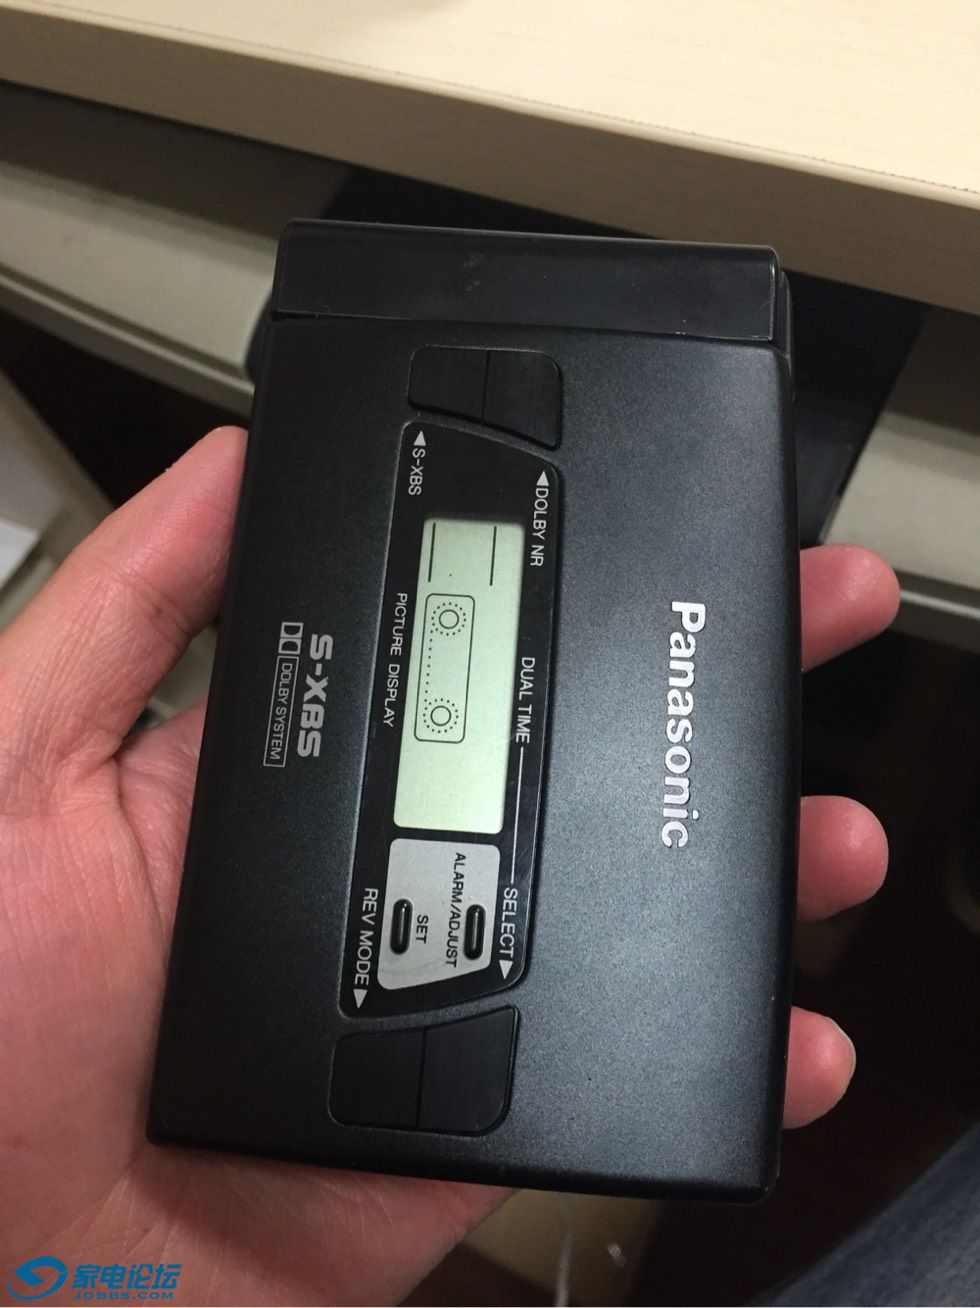 Panasonic
◀DOLBY NR
DUAL TIME
SELECT▶
ALARM/ADJUST
SET
◀S-XBS
PICTURE DISPLAY
REV MODE▶
S-XBS
DOLBY SYSTEM
家电论坛
JDBBS.COM